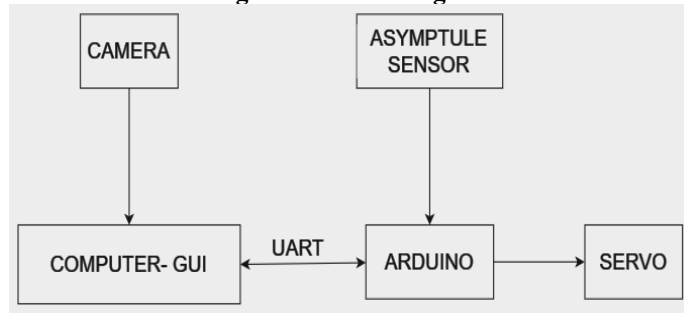 CAMERA
ASYMPTULE
SENSOR
UART
COMPUTER- GUI
ARDUINO
SERVO